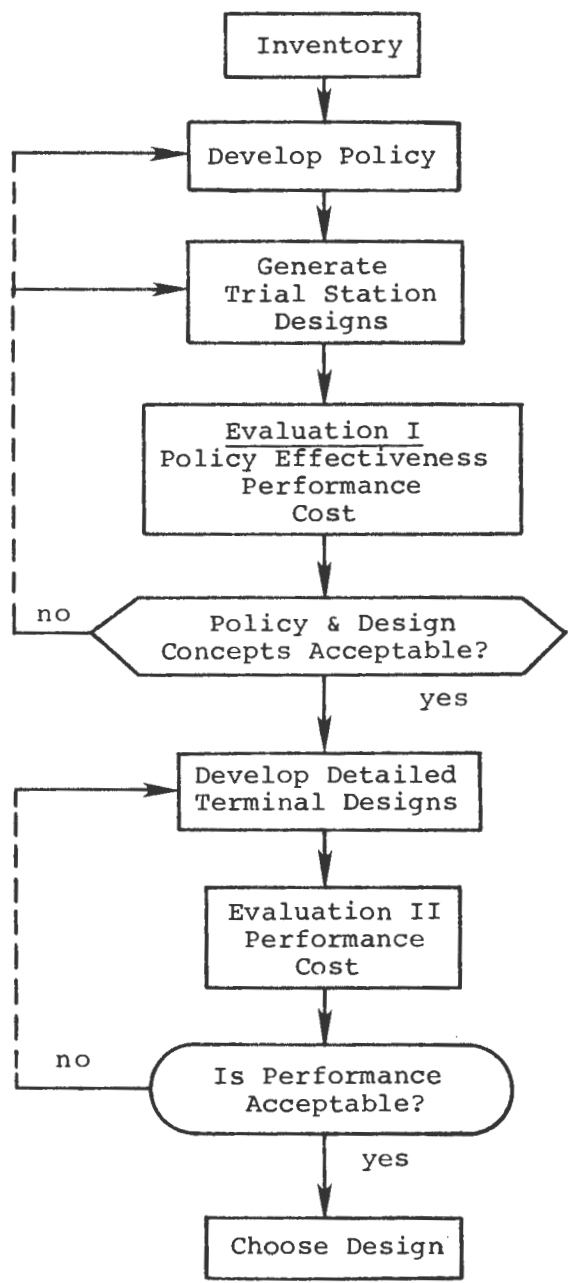 Inventory
Develop Policy
Generate
Trial Station
Designs
Evaluation I
Policy Effectiveness
Performance
Cost
no
Policy & Design
Concepts Acceptable?
yes
Develop Detailed
Terminal Designs
Evaluation II
Performance
Cost
no
Is Performance
Acceptable?
yes
Choose Design